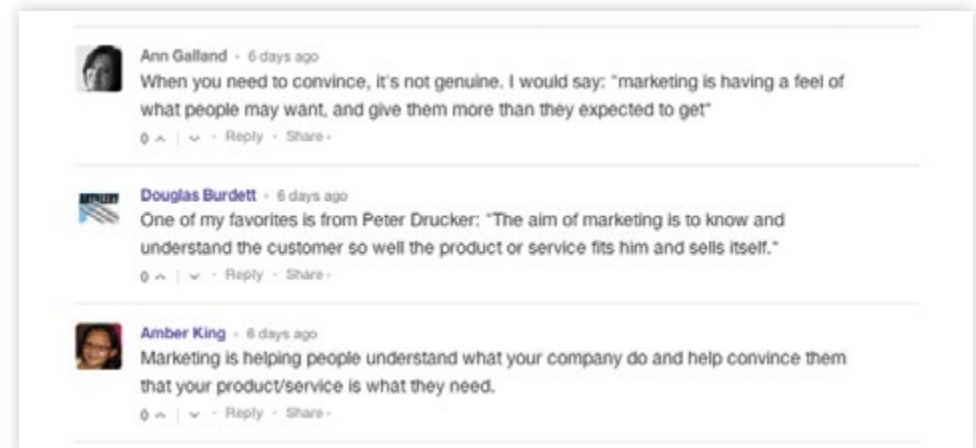 Ann Galland • 6 days ago
When you need to convince, it's not genuine. I would say: "marketing is having a feel of
what people may want, and give them more than they expected to get"
0 | • Reply • Share ›
ARTILLERY
Douglas Burdett • 6 days ago
One of my favorites is from Peter Drucker: "The aim of marketing is to know and
understand the customer so well the product or service fits him and sells itself."
0 | • Reply • Share ›
Amber King • 6 days ago
Marketing is helping people understand what your company do and help convince them
that your product/service is what they need.
0 | • Reply • Share ›